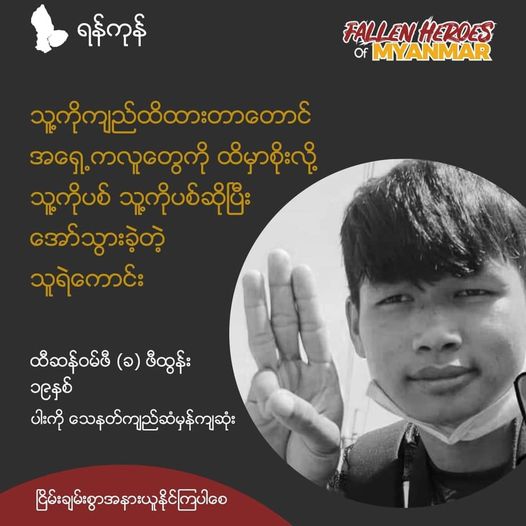 ရန်ကုန်
FALLEN HEROES
OF MYANMAR
သူ့ကိုကျည်ထိထားတာတောင်
အရှေ့ကလူတွေကို ထိမှာစိုးလို့
သူ့ကိုပစ် သူ့ကိုပစ်ဆိုပြီး
အော်သွားခဲ့တဲ့
သူရဲကောင်း
ထီဆန်ဝမ်ဖီ (ခ) ဖီထွန်း
၁၉နှစ်
ပါးကို သေနတ်ကျည်ဆံမှန်ကျဆုံး
ငြိမ်းချမ်းစွာအနားယူနိုင်ကြပါစေ